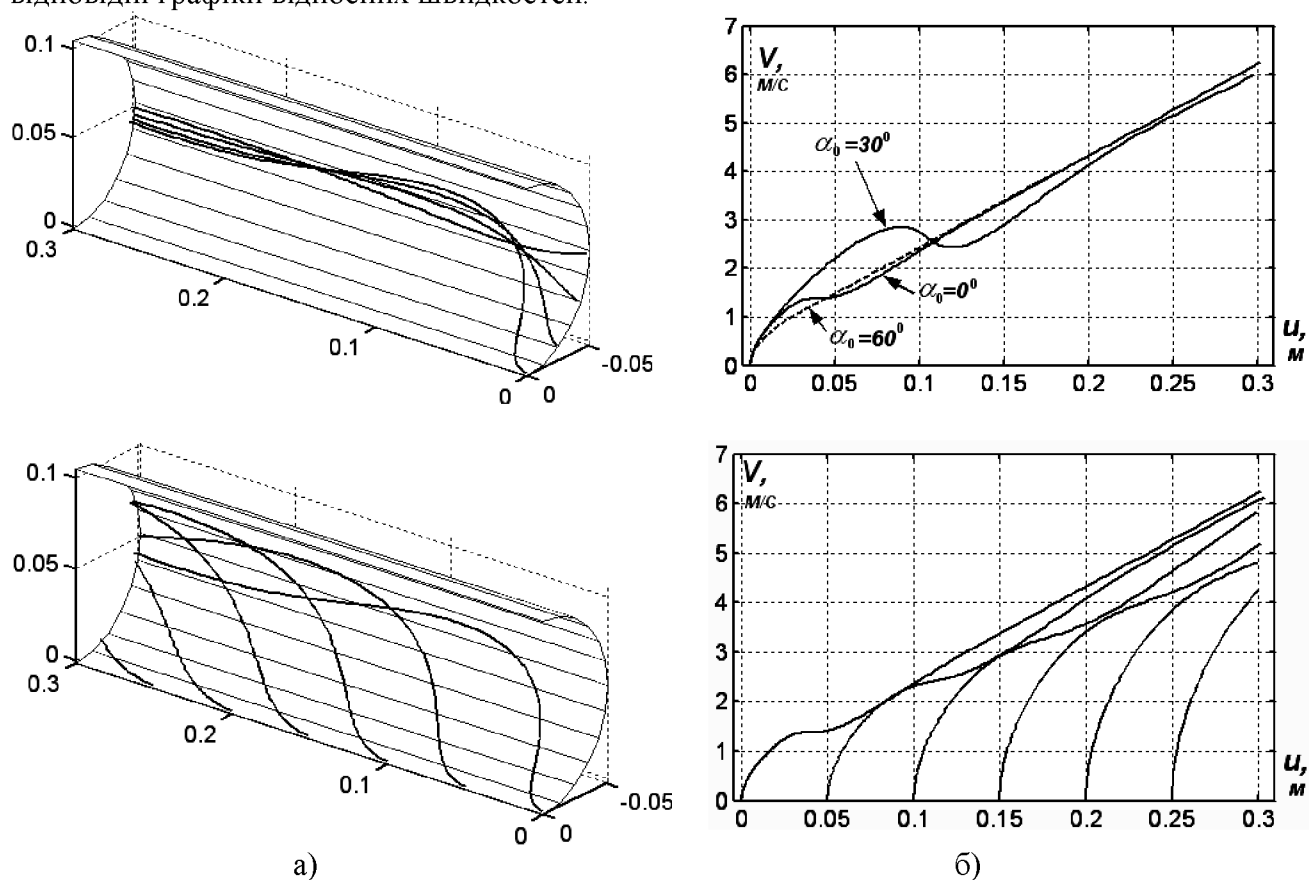 відповідні графіки відносних швидкостей.
0.1
0.05
0
0.3
0.2
0.1
0
0
-0.05
7
6
5
4
3
2
1
0
V,
М/С
α₀=30⁰
α₀=0⁰
α₀=60⁰
u,
м
0 0.05 0.1 0.15 0.2 0.25 0.3
0.1
0.05
0
0.3
0.2
0.1
0
0
-0.05
7
6
5
4
3
2
1
0
V,
М/С
u,
м
0 0.05 0.1 0.15 0.2 0.25 0.3
а)
б)